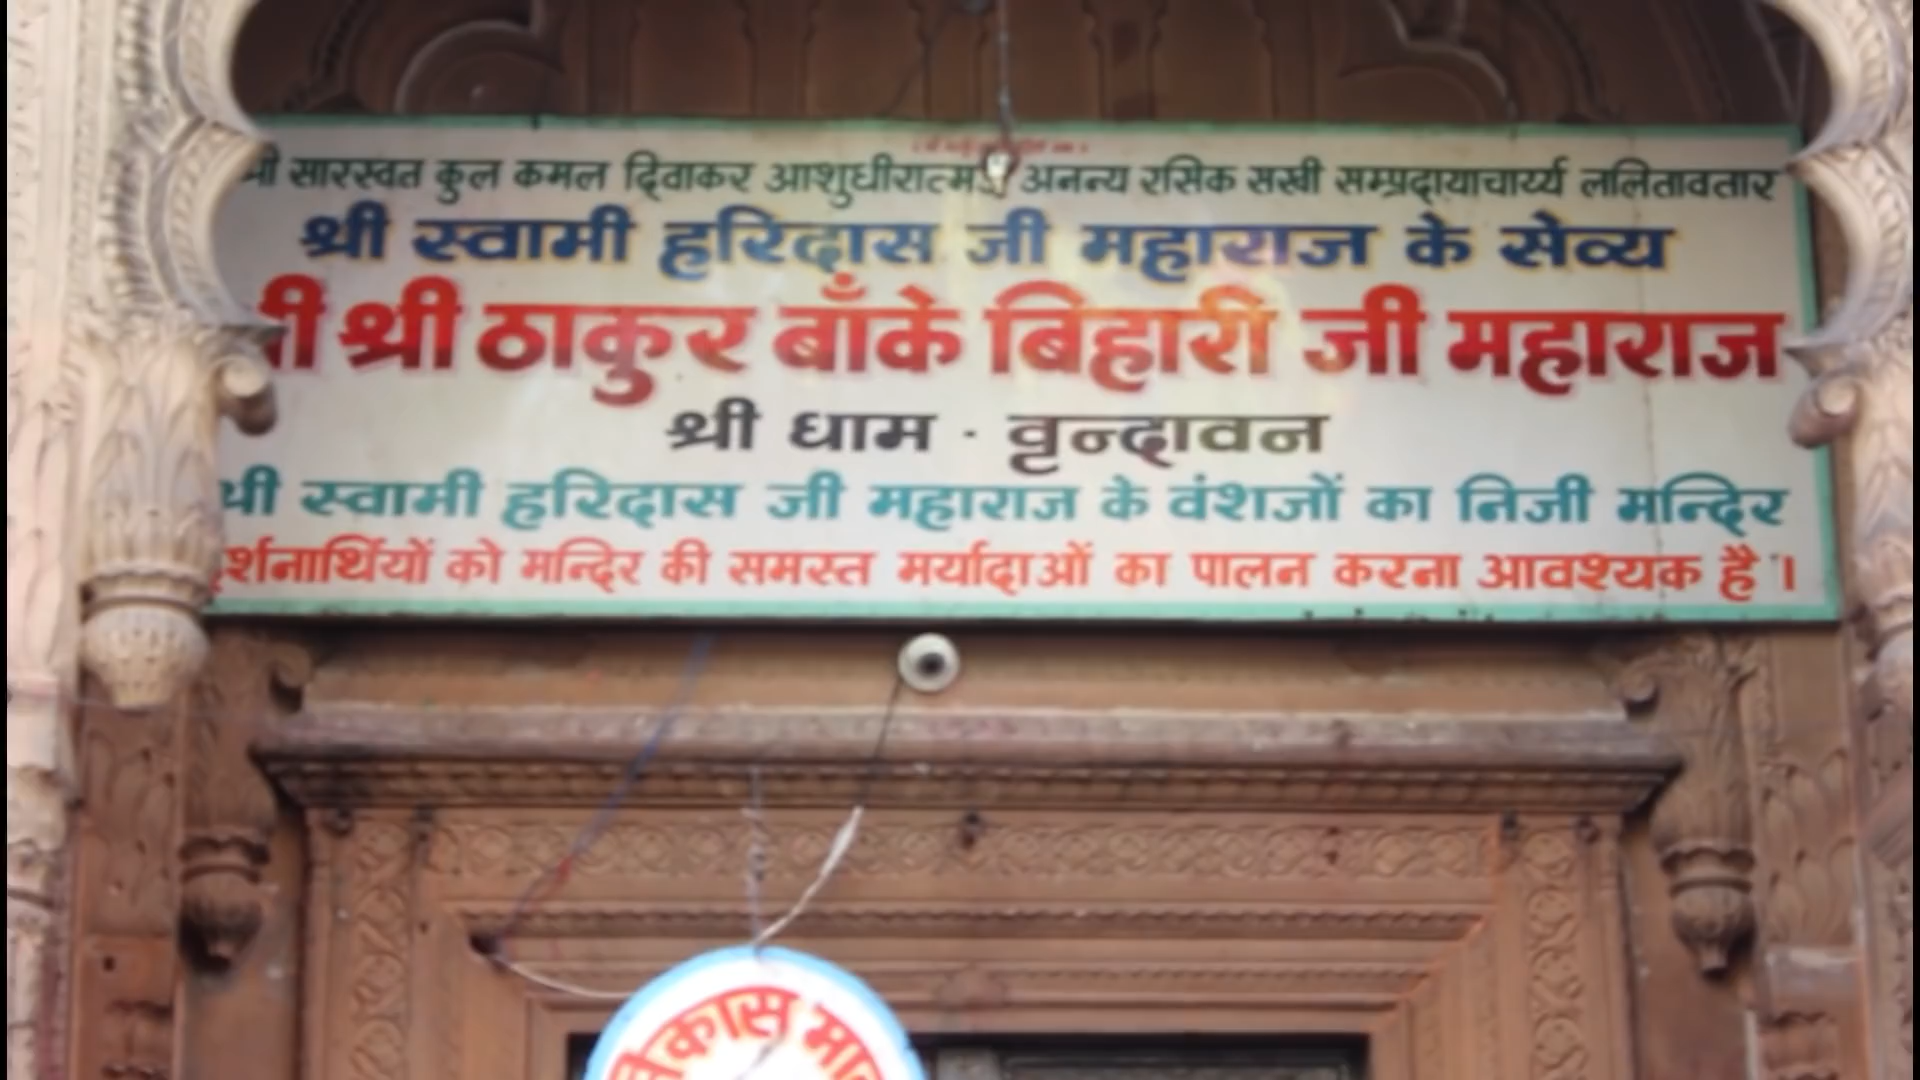 श्री सारस्वत कुल कमल दिवाकर आशुधीरात्मज अनन्य रसिक सखी सम्प्रदायाचार्य्य ललितावतार
श्री स्वामी हरिदास जी महाराज के सेव्य
श्री श्री ठाकुर बाँके बिहारी जी महाराज
श्री धाम - वृन्दावन
श्री स्वामी हरिदास जी महाराज के वंशजों का निजी मन्दिर
दर्शनार्थियों को मन्दिर की समस्त मर्यादाओं का पालन करना आवश्यक है ।
निकास मार्ग